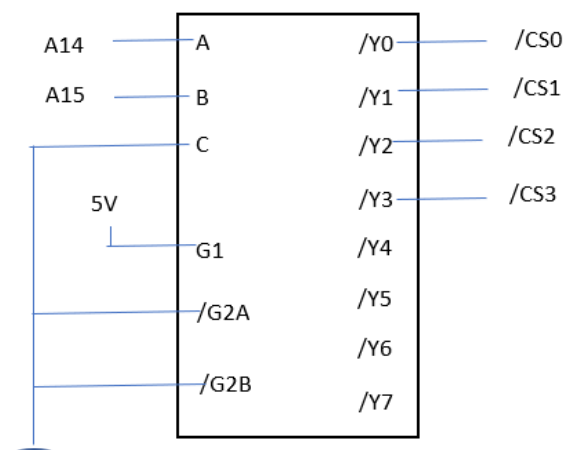 A14 A /Y0 /CS0
A15 B /Y1 /CS1
C /Y2 /CS2
5V /Y3 /CS3
G1 /Y4
/G2A /Y5
/Y6
/G2B /Y7